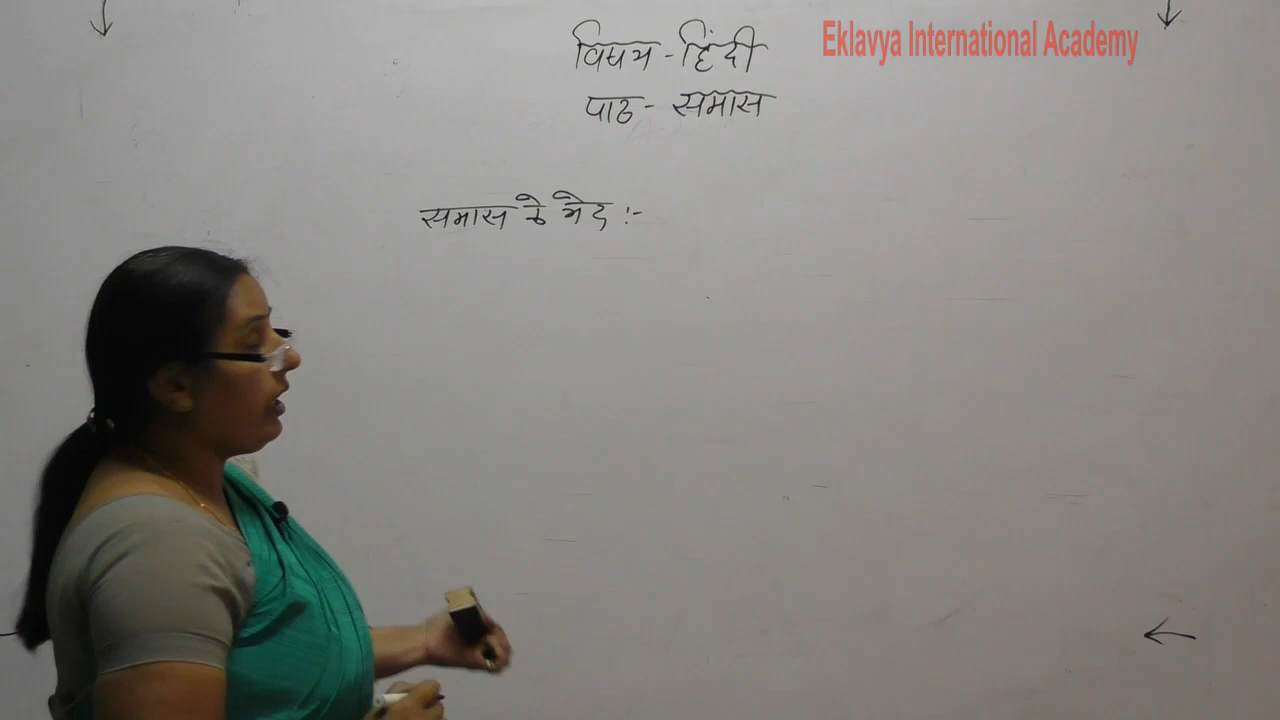 विषय - हिंदी
Eklavya International Academy
पाठ - समास
समास के भेद :-